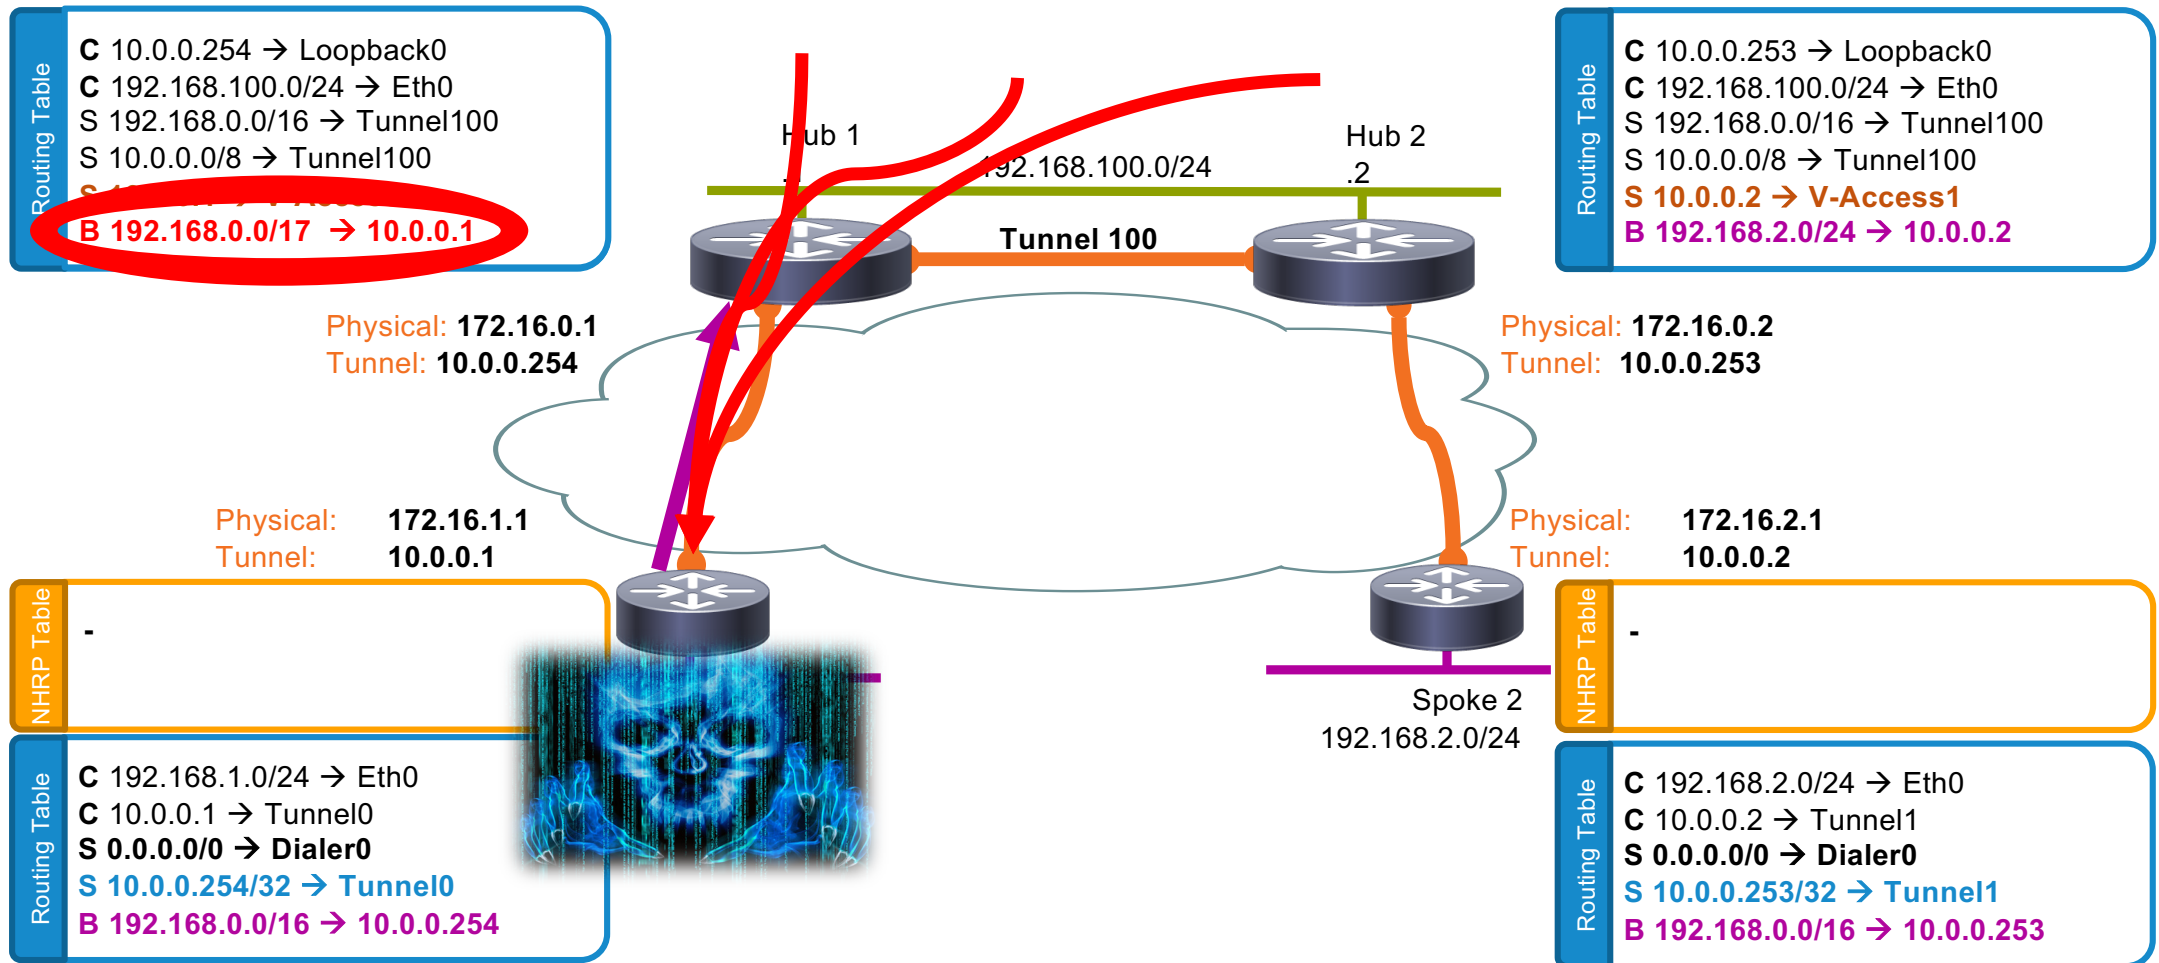 Routing Table
C 10.0.0.254 → Loopback0
C 192.168.100.0/24 → Eth0
S 192.168.0.0/16 → Tunnel100
S 10.0.0.0/8 → Tunnel100
B 192.168.0.0/17 → 10.0.0.1
Hub 1
192.168.100.0/24
Hub 2
.2
Tunnel 100
Routing Table
C 10.0.0.253 → Loopback0
C 192.168.100.0/24 → Eth0
S 192.168.0.0/16 → Tunnel100
S 10.0.0.0/8 → Tunnel100
S 10.0.0.2 → V-Access1
B 192.168.2.0/24 → 10.0.0.2
Physical: 172.16.0.1
Tunnel: 10.0.0.254
Physical: 172.16.0.2
Tunnel: 10.0.0.253
Physical: 172.16.1.1
Tunnel: 10.0.0.1
Physical: 172.16.2.1
Tunnel: 10.0.0.2
NHRP Table
-
Spoke 2
192.168.2.0/24
NHRP Table
-
Routing Table
C 192.168.1.0/24 → Eth0
C 10.0.0.1 → Tunnel0
S 0.0.0.0/0 → Dialer0
S 10.0.0.254/32 → Tunnel0
B 192.168.0.0/16 → 10.0.0.254
Routing Table
C 192.168.2.0/24 → Eth0
C 10.0.0.2 → Tunnel1
S 0.0.0.0/0 → Dialer0
S 10.0.0.253/32 → Tunnel1
B 192.168.0.0/16 → 10.0.0.253